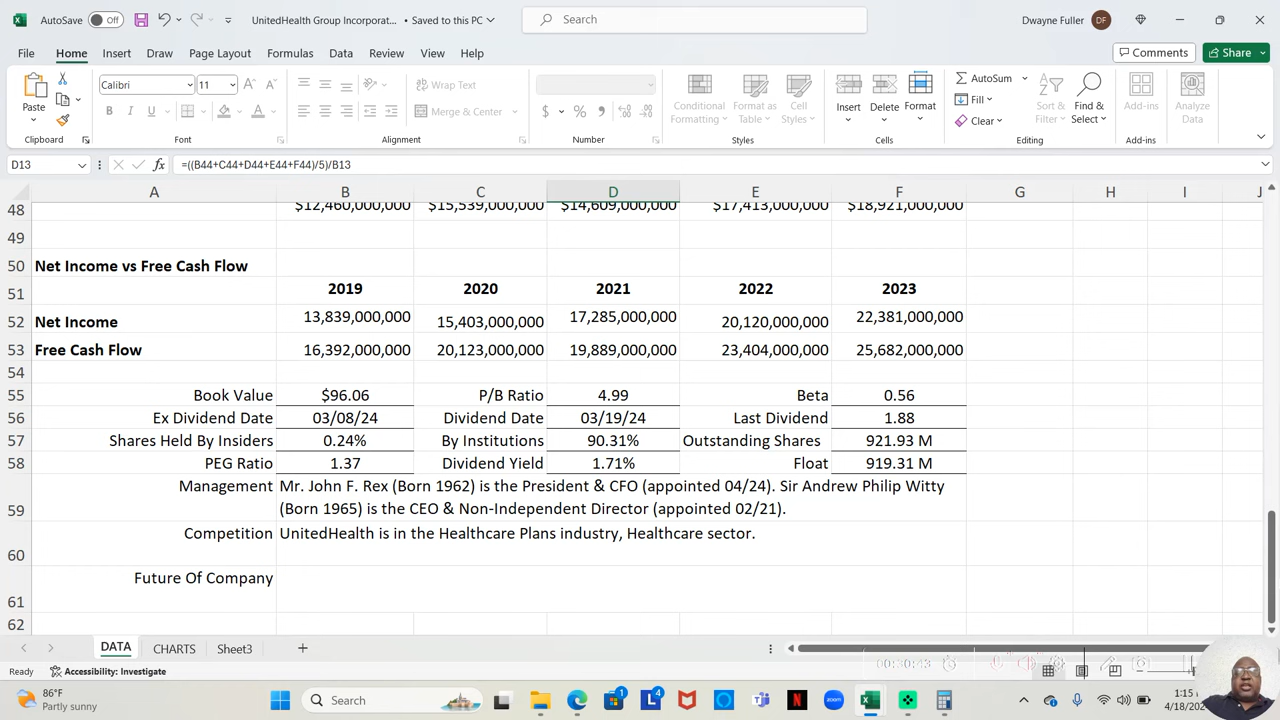 AutoSave Off UnitedHealth Group Incorporat... • Saved to this PC Search Dwayne Fuller DF
File Home Insert Draw Page Layout Formulas Data Review View Help Comments Share
Paste Calibri 11 Wrap Text Merge & Center $ % Conditional Formatting Format as Table Cell Styles Insert Delete Format AutoSum Fill Clear Sort & Filter Find & Select Add-ins Analyze Data
Clipboard Font Alignment Number Styles Cells Editing Add-ins
D13 fx =((B44+C44+D44+E44+F44)/5)/B13
A B C D E F G H I J
48 $12,460,000,000 $15,539,000,000 $14,609,000,000 $17,413,000,000 $18,921,000,000
49
50 Net Income vs Free Cash Flow
51 2019 2020 2021 2022 2023
52 Net Income 13,839,000,000 15,403,000,000 17,285,000,000 20,120,000,000 22,381,000,000
53 Free Cash Flow 16,392,000,000 20,123,000,000 19,889,000,000 23,404,000,000 25,682,000,000
54
55 Book Value $96.06 P/B Ratio 4.99 Beta 0.56
56 Ex Dividend Date 03/08/24 Dividend Date 03/19/24 Last Dividend 1.88
57 Shares Held By Insiders 0.24% By Institutions 90.31% Outstanding Shares 921.93 M
58 PEG Ratio 1.37 Dividend Yield 1.71% Float 919.31 M
Management Mr. John F. Rex (Born 1962) is the President & CFO (appointed 04/24). Sir Andrew Philip Witty
59 (Born 1965) is the CEO & Non-Independent Director (appointed 02/21).
60 Competition UnitedHealth is in the Healthcare Plans industry, Healthcare sector.
61 Future Of Company
62
DATA CHARTS Sheet3
Ready Accessibility: Investigate 00:30:43
86°F
Partly sunny
Search 1 4 zoom N
1:15
4/18/202